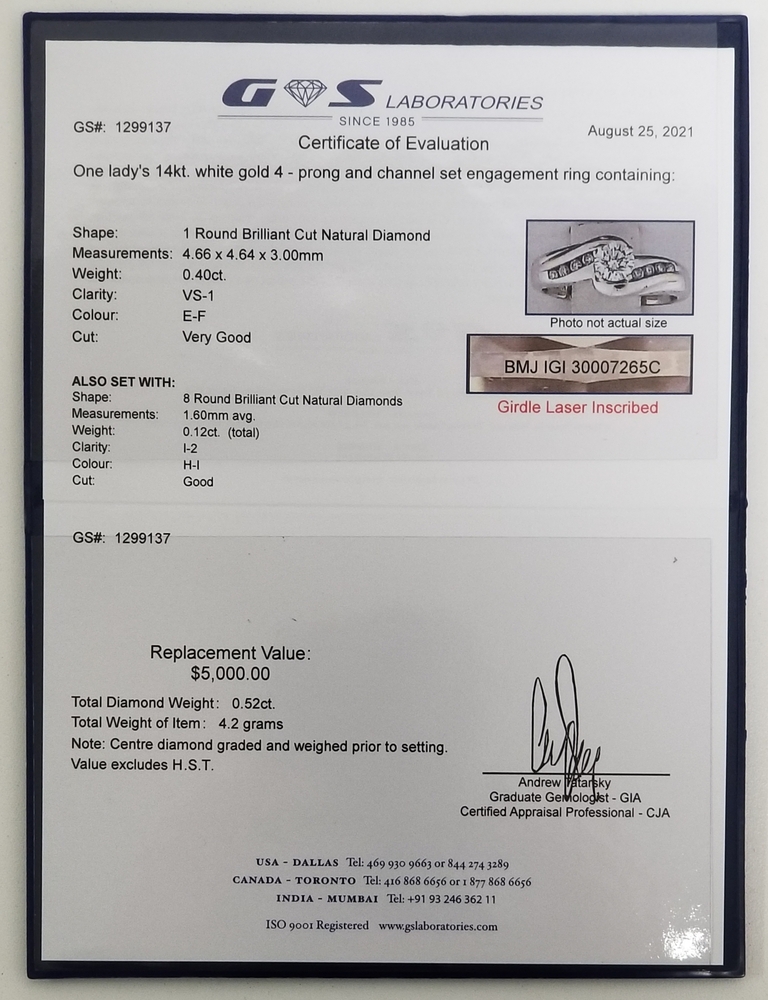 GS LABORATORIES
SINCE 1985
GS#: 1299137
August 25, 2021
Certificate of Evaluation
One lady's 14kt. white gold 4 - prong and channel set engagement ring containing:
Shape: 1 Round Brilliant Cut Natural Diamond
Measurements: 4.66 x 4.64 x 3.00mm
Weight: 0.40ct.
Clarity: VS-1
Colour: E-F
Cut: Very Good
Photo not actual size
BMJ IGI 30007265C
Girdle Laser Inscribed
ALSO SET WITH:
Shape: 8 Round Brilliant Cut Natural Diamonds
Measurements: 1.60mm avg.
Weight: 0.12ct. (total)
Clarity: I-2
Colour: H-I
Cut: Good
GS#: 1299137
Replacement Value:
$5,000.00
Total Diamond Weight: 0.52ct.
Total Weight of Item: 4.2 grams
Note: Centre diamond graded and weighed prior to setting.
Value excludes H.S.T.
Andrew Tatarsky
Graduate Gemologist - GIA
Certified Appraisal Professional - CJA
USA - DALLAS Tel: 469 930 9663 or 844 274 3289
CANADA - TORONTO Tel: 416 868 6656 or 1 877 868 6656
INDIA - MUMBAI Tel: +91 93 246 362 11
ISO 9001 Registered www.gslaboratories.com